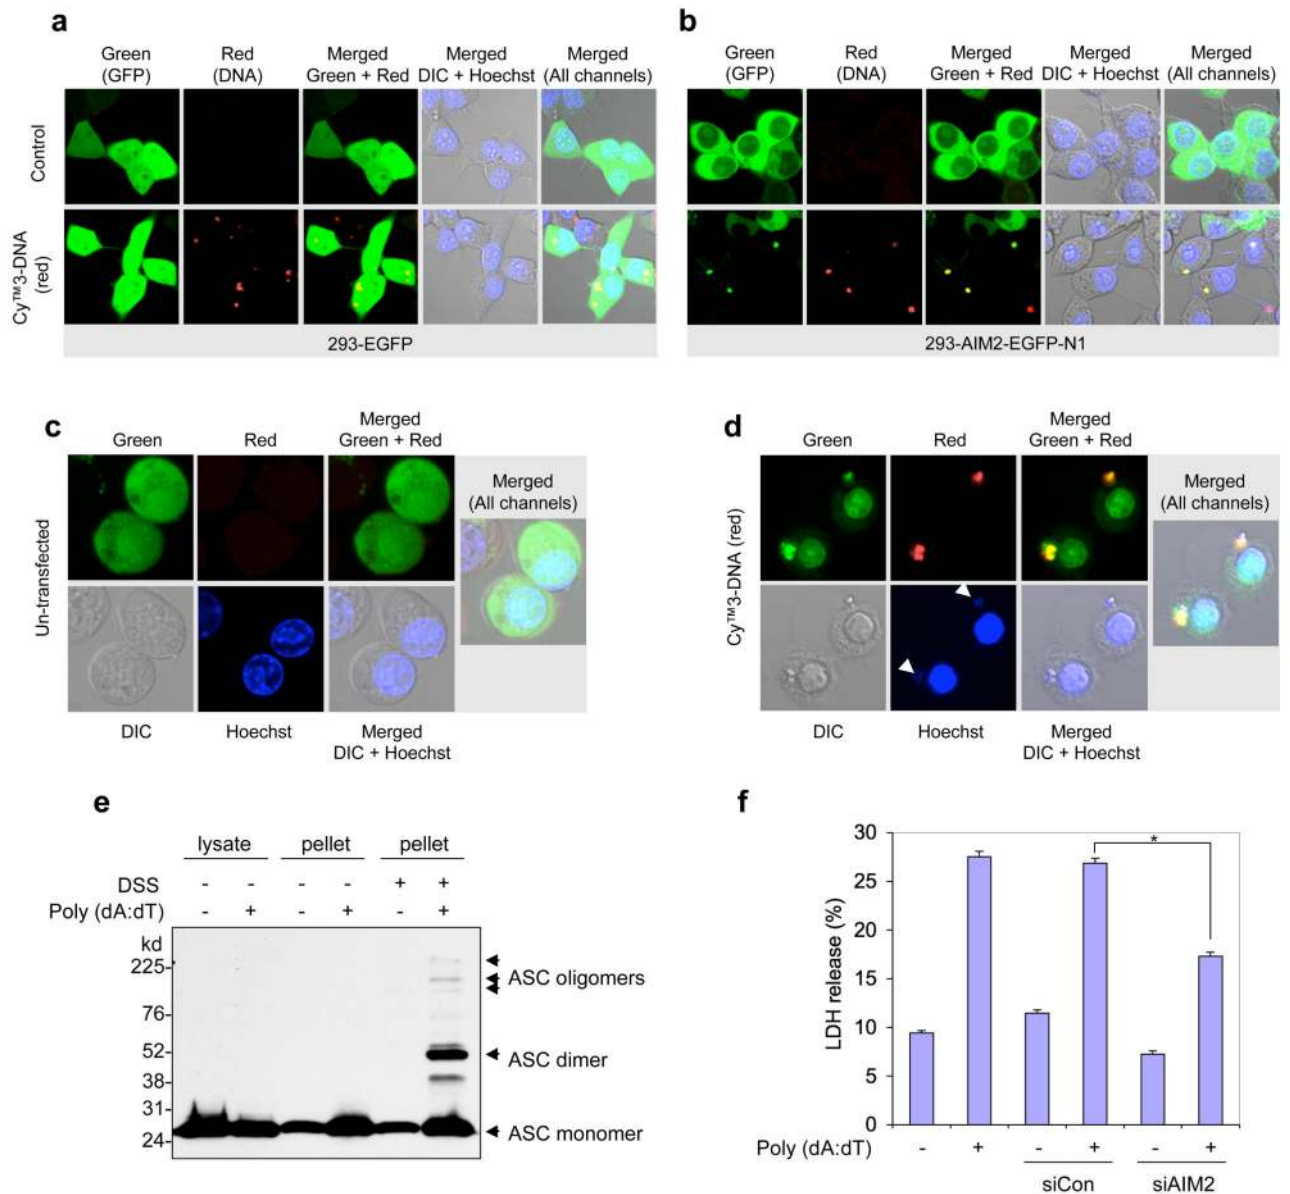 a
Green
(GFP)
Red
(DNA)
Merged
Green + Red
Merged
DIC + Hoechst
Merged
(All channels)
Control
Cy™3-DNA
(red)
293-EGFP
b
Green
(GFP)
Red
(DNA)
Merged
Green + Red
Merged
DIC + Hoechst
Merged
(All channels)
293-AIM2-EGFP-N1
c
Green
Red
Merged
Green + Red
Merged
(All channels)
Un-transfected
DIC
Hoechst
Merged
DIC + Hoechst
d
Green
Red
Merged
Green + Red
Merged
(All channels)
Cy™3-DNA (red)
DIC
Hoechst
Merged
DIC + Hoechst
e
lysate pellet pellet
DSS - - - - + +
Poly (dA:dT) - + - + - +
kd
225-
76-
52-
38-
31-
24-
ASC oligomers
ASC dimer
ASC monomer
f
LDH release (%)
30
25
20
15
10
5
0
*
Poly (dA:dT) - + - + - +
siCon siAIM2